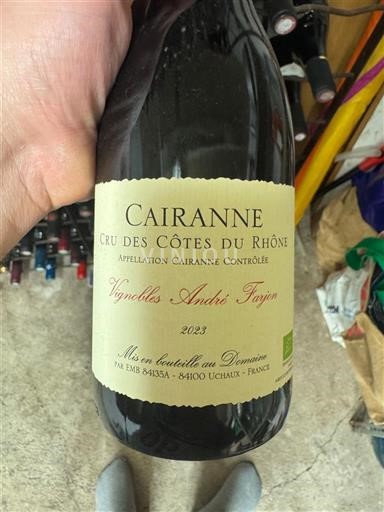 CAIRANNE
CRU DES CÔTES DU RHÔNE
APPELLATION CAIRANNE CONTRÔLÉE
Vignobles André Farjon
2023
Mis en bouteille au Domaine
PAR EMB 84135A - 84100 UCHAUX - FRANCE